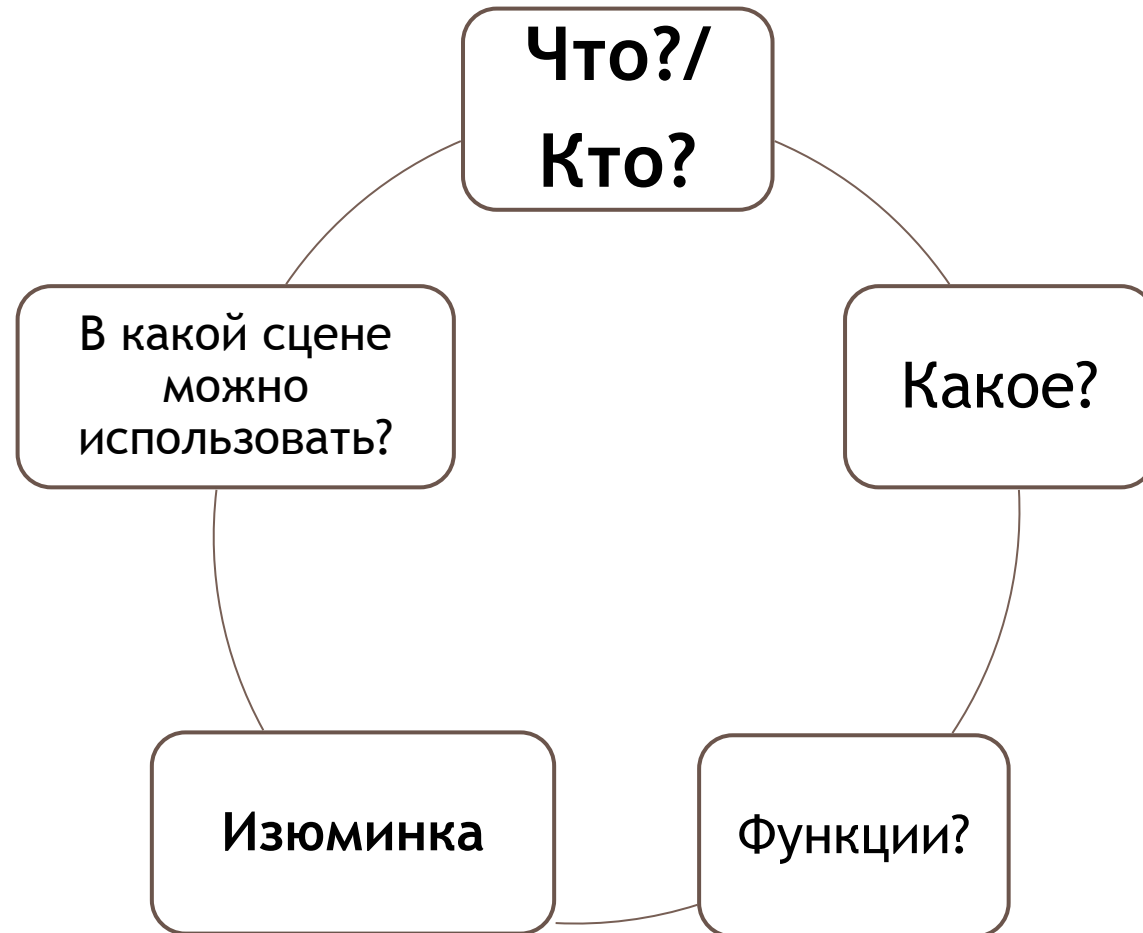 Что?/
Кто?
В какой сцене
можно
использовать?
Какое?
Изюминка
Функции?